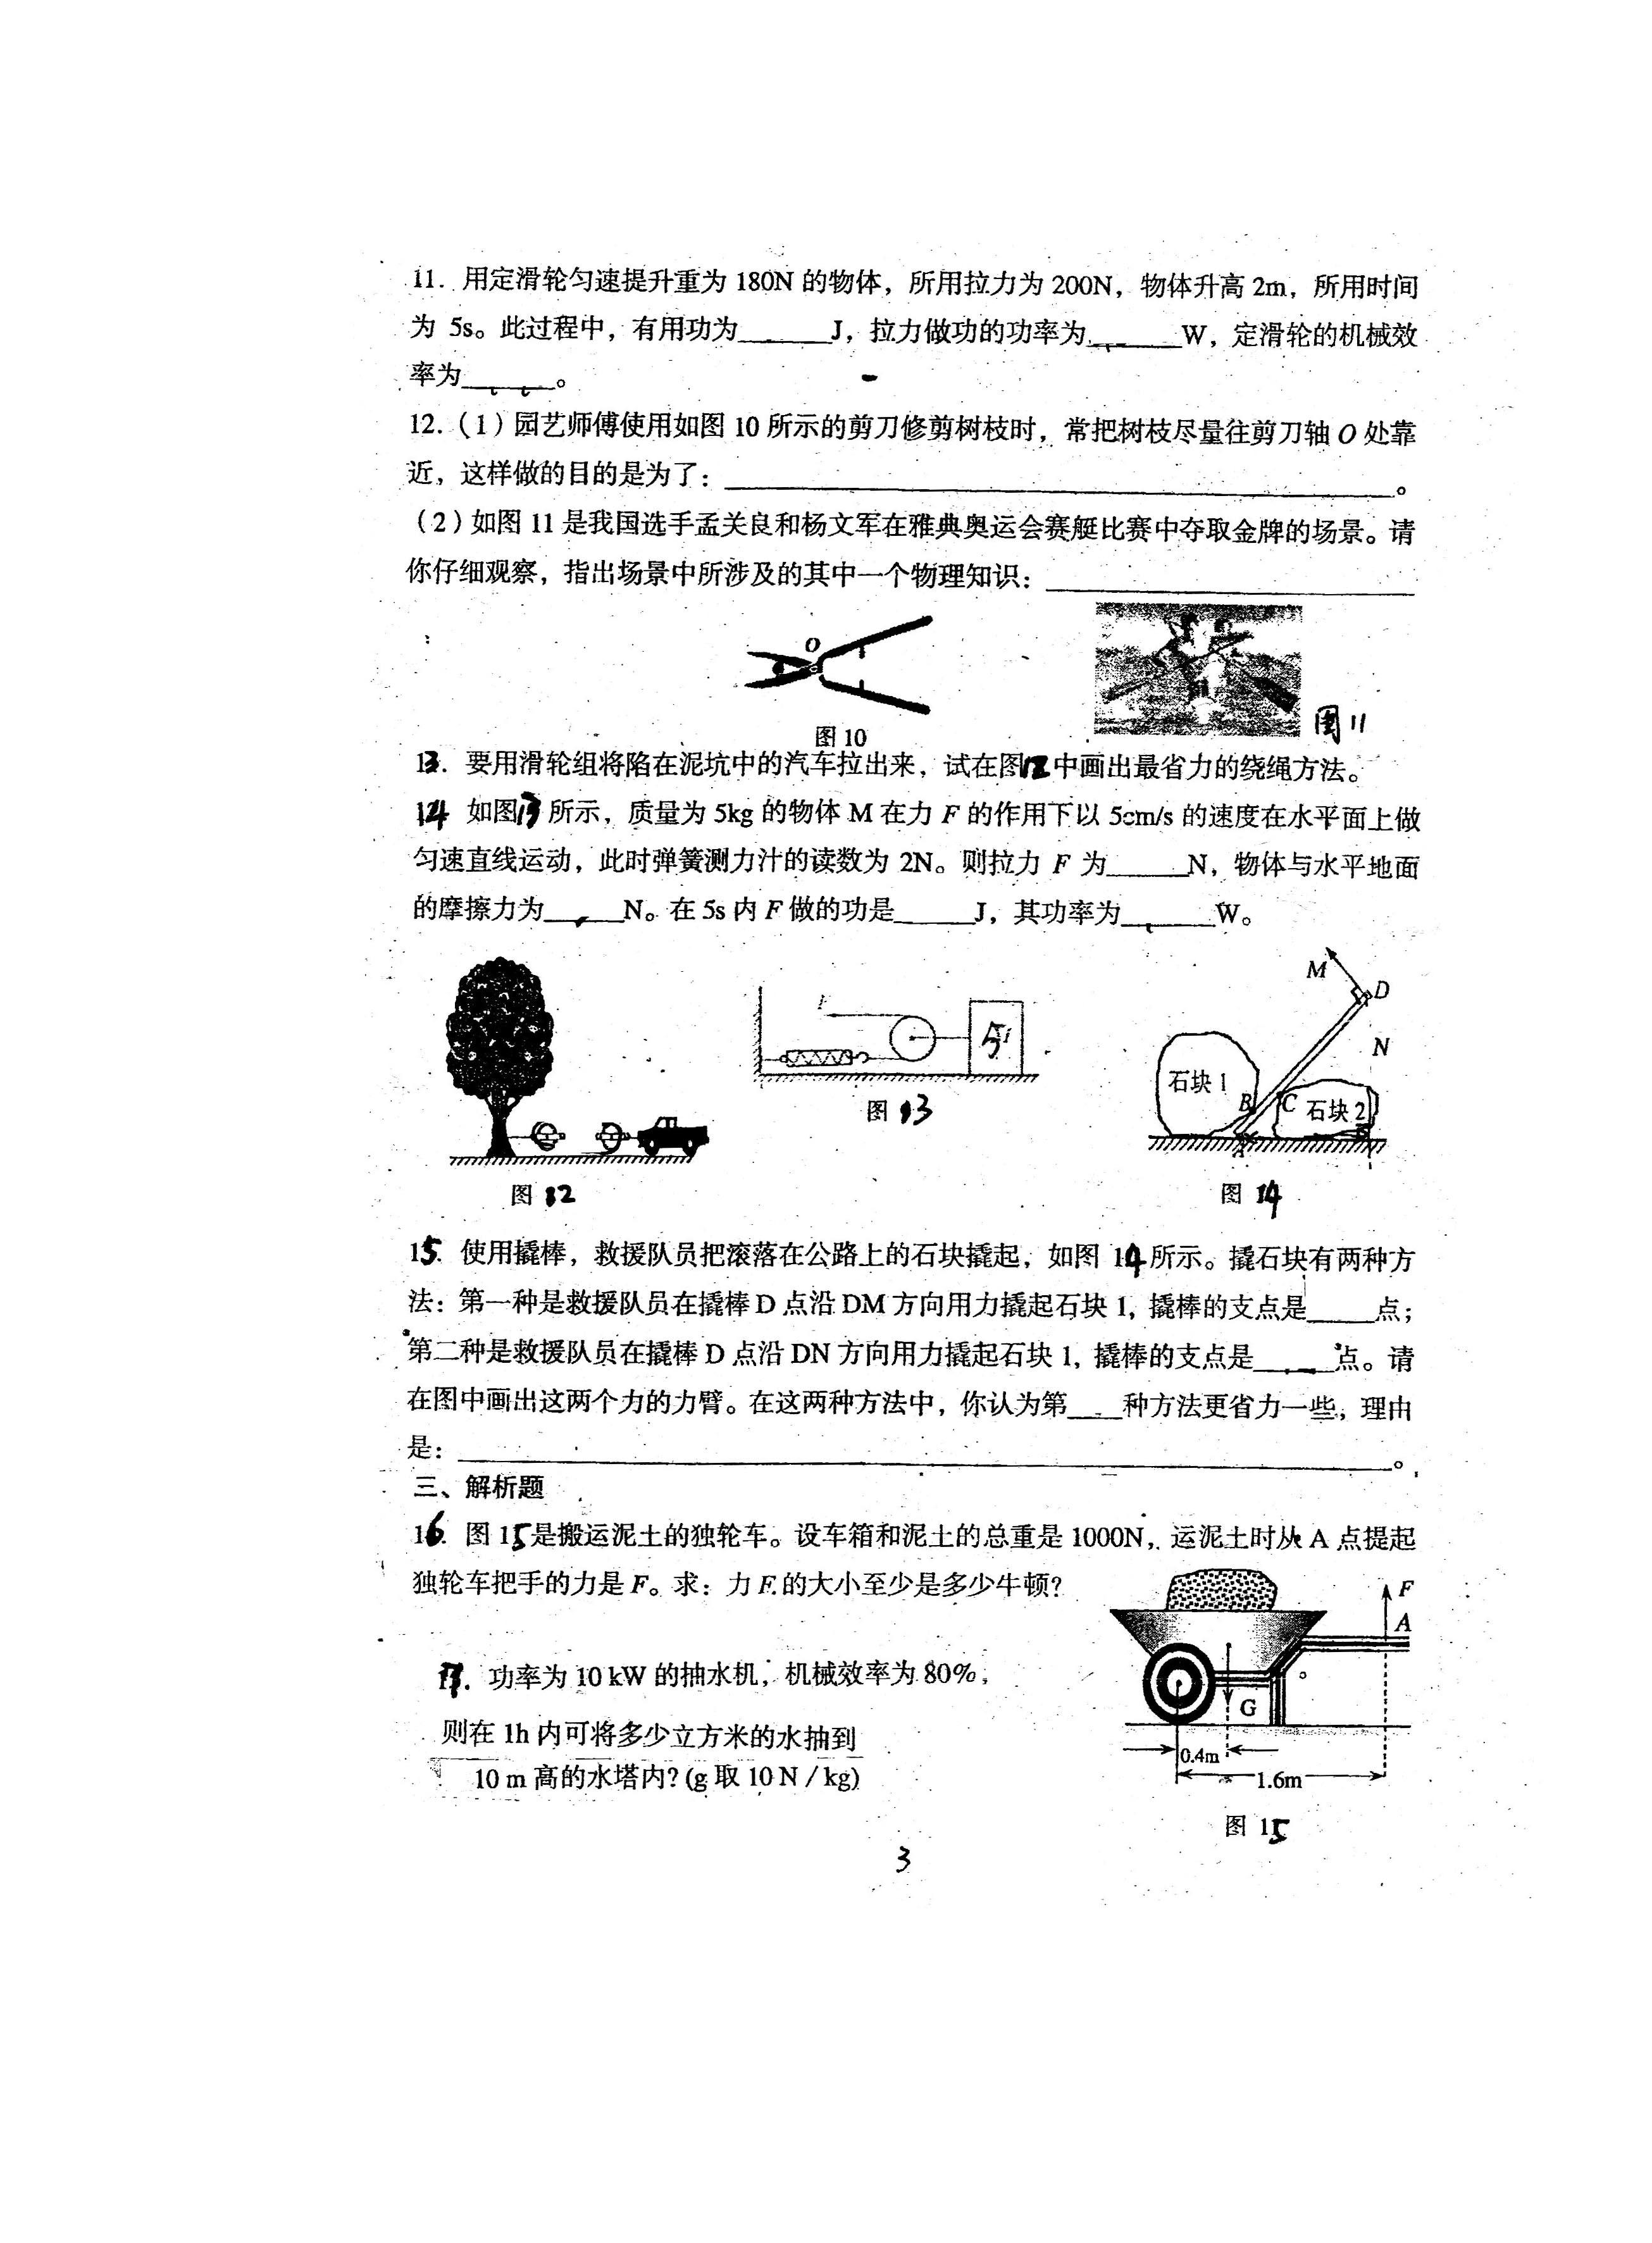 11. 用定滑轮匀速提升重为 180N 的物体，所用拉力为 200N，物体升高 2m，所用时间
为 5s。此过程中，有用功为______J，拉力做功的功率为______W，定滑轮的机械效
率为______。
12.（1）园艺师傅使用如图 10 所示的剪刀修剪树枝时，常把树枝尽量往剪刀轴 O 处靠
近，这样做的目的是为了：______。
（2）如图 11 是我国选手孟关良和杨文军在雅典奥运会赛艇比赛中夺取金牌的场景。请
你仔细观察，指出场景中所涉及的其中一个物理知识：______
O
图 10
图 11
13. 要用滑轮组将陷在泥坑中的汽车拉出来，试在图12中画出最省力的绕绳方法。
14 如图13所示，质量为 5kg 的物体 M 在力 F 的作用下以 5cm/s 的速度在水平面上做
匀速直线运动，此时弹簧测力计的读数为 2N。则拉力 F 为______N，物体与水平地面
的摩擦力为______N。在 5s 内 F 做的功是______J，其功率为______W。
F
M
D
N
石块 1
B
C
石块 2
A
图 12
图 13
图 14
15. 使用撬棒，救援队员把滚落在公路上的石块撬起，如图 14 所示。撬石块有两种方
法：第一种是救援队员在撬棒 D 点沿 DM 方向用力撬起石块 1，撬棒的支点是______点；
第二种是救援队员在撬棒 D 点沿 DN 方向用力撬起石块 1，撬棒的支点是______点。请
在图中画出这两个力的力臂。在这两种方法中，你认为第____种方法更省力一些，理由
是：______。
三、解析题
16. 图 15是搬运泥土的独轮车。设车箱和泥土的总重是 1000N，运泥土时从 A 点提起
独轮车把手的力是 F。求：力 F 的大小至少是多少牛顿？
F
A
G
0.4m
1.6m
图 15
17. 功率为 10 kW 的抽水机，机械效率为 80%，
则在 1h 内可将多少立方米的水抽到
10 m 高的水塔内？(g 取 10 N/kg)
3